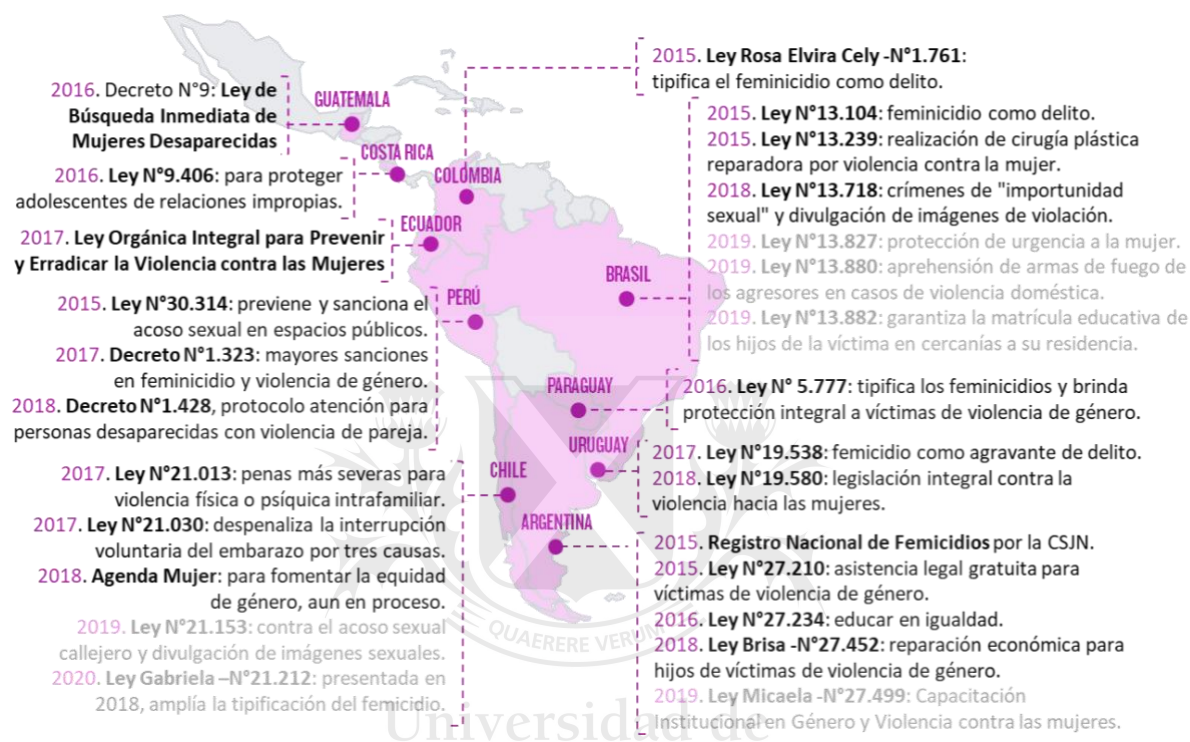 2016. Decreto N°9: Ley de
Búsqueda Inmediata de
Mujeres Desaparecidas
GUATEMALA
COSTA RICA
2016. Ley N°9.406: para proteger
adolescentes de relaciones impropias.
COLOMBIA
ECUADOR
2017. Ley Orgánica Integral para Prevenir
y Erradicar la Violencia contra las Mujeres
PERÚ
2015. Ley N°30.314: previene y sanciona el
acoso sexual en espacios públicos.
2017. Decreto N°1.323: mayores sanciones
en feminicidio y violencia de género.
2018. Decreto N°1.428, protocolo atención para
personas desaparecidas con violencia de pareja.
CHILE
2017. Ley N°21.013: penas más severas para
violencia física o psíquica intrafamiliar.
2017. Ley N°21.030: despenaliza la interrupción
voluntaria del embarazo por tres causas.
2018. Agenda Mujer: para fomentar la equidad
de género, aun en proceso.
2019. Ley N°21.153: contra el acoso sexual
callejero y divulgación de imágenes sexuales.
2020. Ley Gabriela –N°21.212: presentada en
2018, amplía la tipificación del femicidio.
2015. Ley Rosa Elvira Cely -N°1.761:
tipifica el feminicidio como delito.
BRASIL
2015. Ley N°13.104: feminicidio como delito.
2015. Ley N°13.239: realización de cirugía plástica
reparadora por violencia contra la mujer.
2018. Ley N°13.718: crímenes de "importunidad
sexual" y divulgación de imágenes de violación.
2019. Ley N°13.827: protección de urgencia a la mujer.
2019. Ley N°13.880: aprehensión de armas de fuego de
los agresores en casos de violencia doméstica.
2019. Ley N°13.882: garantiza la matrícula educativa de
los hijos de la víctima en cercanías a su residencia.
PARAGUAY
2016. Ley N° 5.777: tipifica los feminicidios y brinda
protección integral a víctimas de violencia de género.
URUGUAY
2017. Ley N°19.538: femicidio como agravante de delito.
2018. Ley N°19.580: legislación integral contra la
violencia hacia las mujeres.
ARGENTINA
2015. Registro Nacional de Femicidios por la CSJN.
2015. Ley N°27.210: asistencia legal gratuita para
víctimas de violencia de género.
2016. Ley N°27.234: educar en igualdad.
2018. Ley Brisa -N°27.452: reparación económica para
hijos de víctimas de violencia de género.
2019. Ley Micaela -N°27.499: Capacitación
Institucional en Género y Violencia contra las mujeres.
QUAERERE VERUM
Universidad de